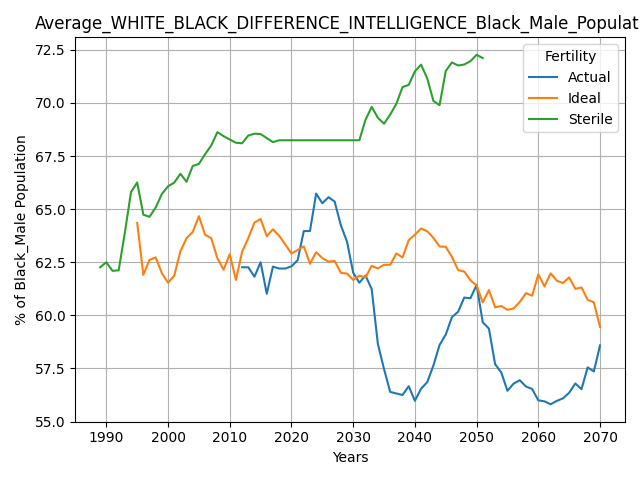 Average_WHITE_BLACK_DIFFERENCE_INTELLIGENCE_Black_Male_Populat
Fertility
Actual
Ideal
Sterile
% of Black_Male Population
72.5
70.0
67.5
65.0
62.5
60.0
57.5
55.0
1990 2000 2010 2020 2030 2040 2050 2060 2070
Years